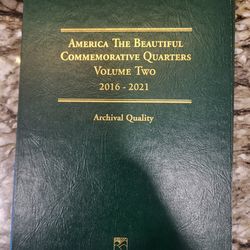 America The Beautiful
Commemorative Quarters
Volume Two
2016 - 2021
Archival Quality